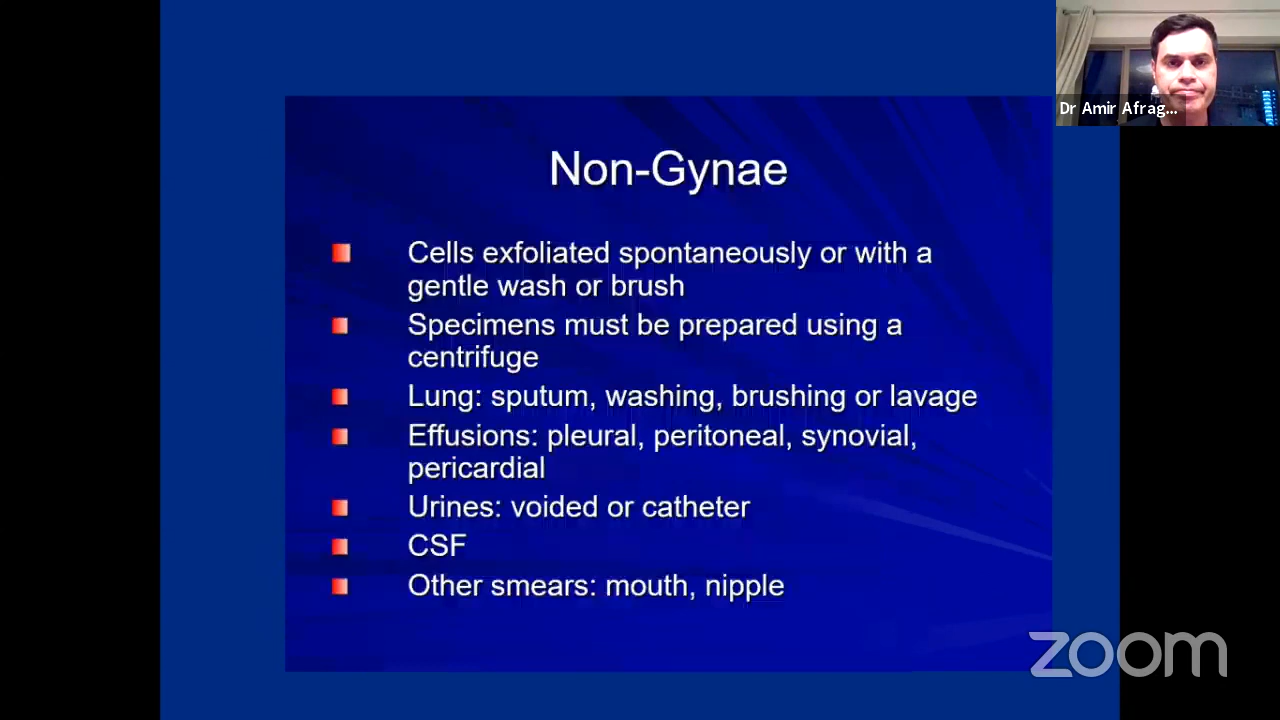 Dr Amir Afrag...
Non-Gynae
Cells exfoliated spontaneously or with a
gentle wash or brush
Specimens must be prepared using a
centrifuge
Lung: sputum, washing, brushing or lavage
Effusions: pleural, peritoneal, synovial,
pericardial
Urines: voided or catheter
CSF
Other smears: mouth, nipple
zoom